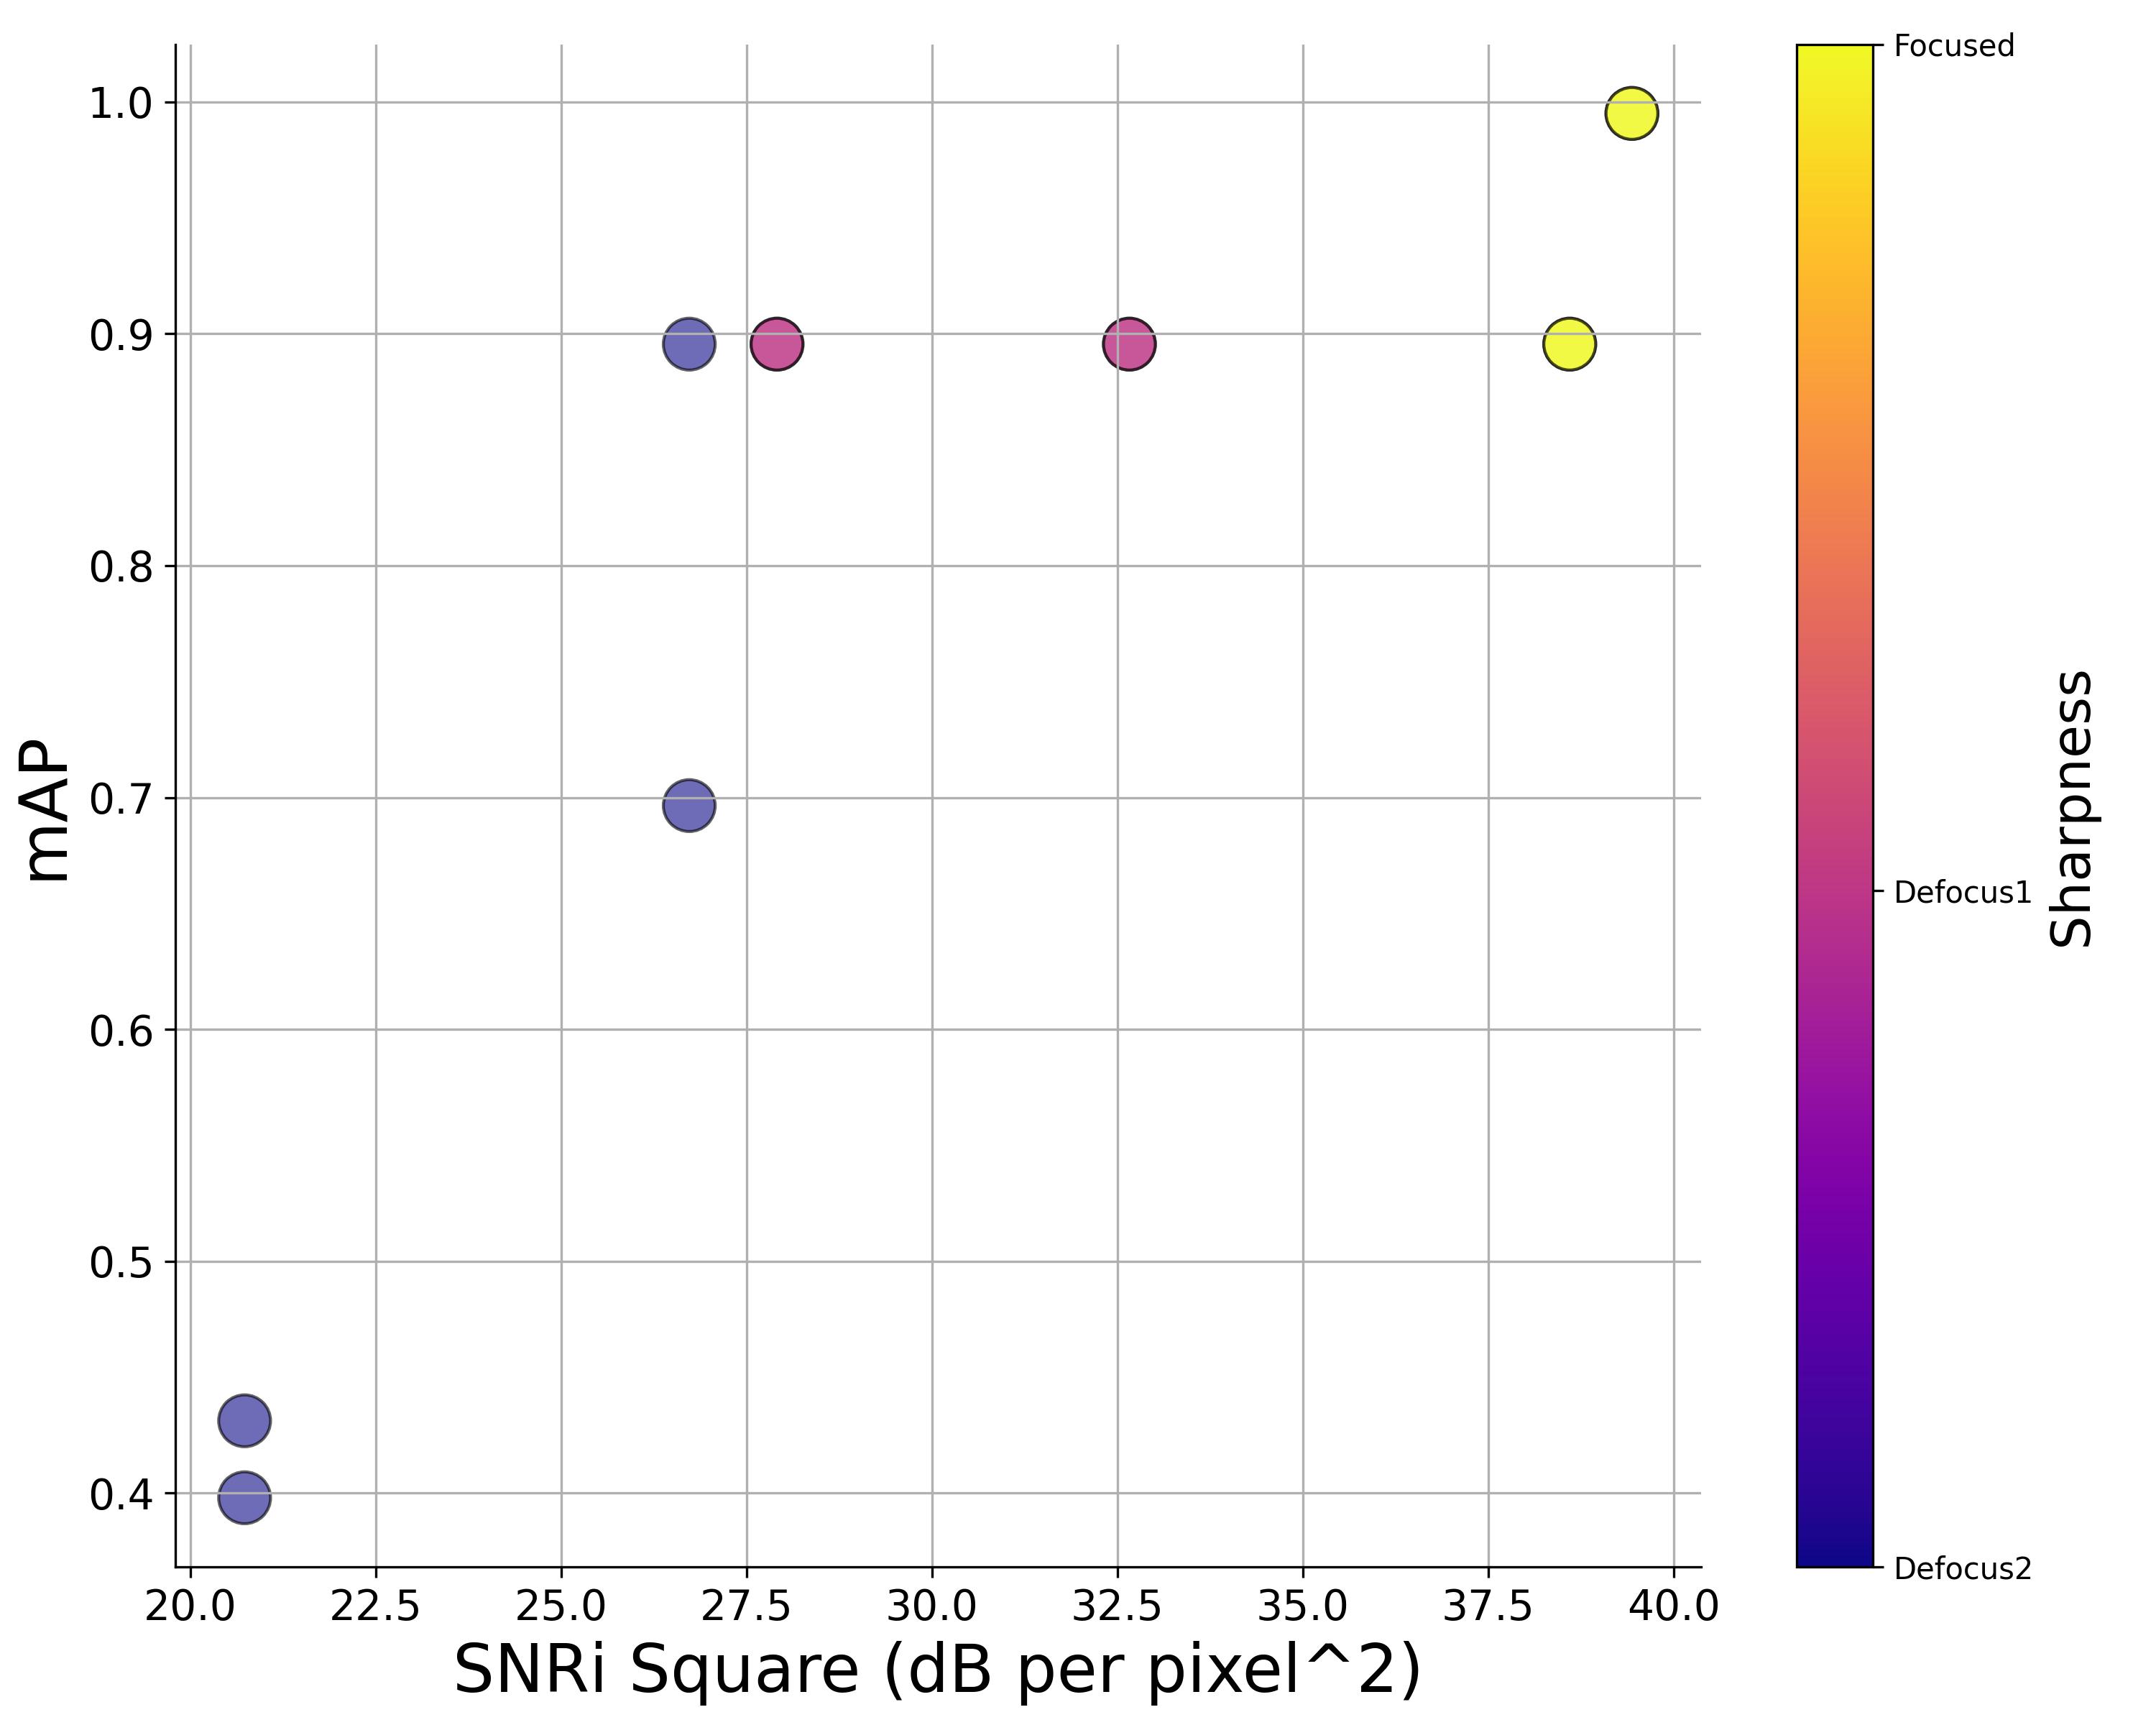 mAP
1.0
0.9
0.8
0.7
0.6
0.5
0.4
20.0 22.5 25.0 27.5 30.0 32.5 35.0 37.5 40.0
SNRi Square (dB per pixel^2)
Focused
Defocus1
Defocus2
Sharpness